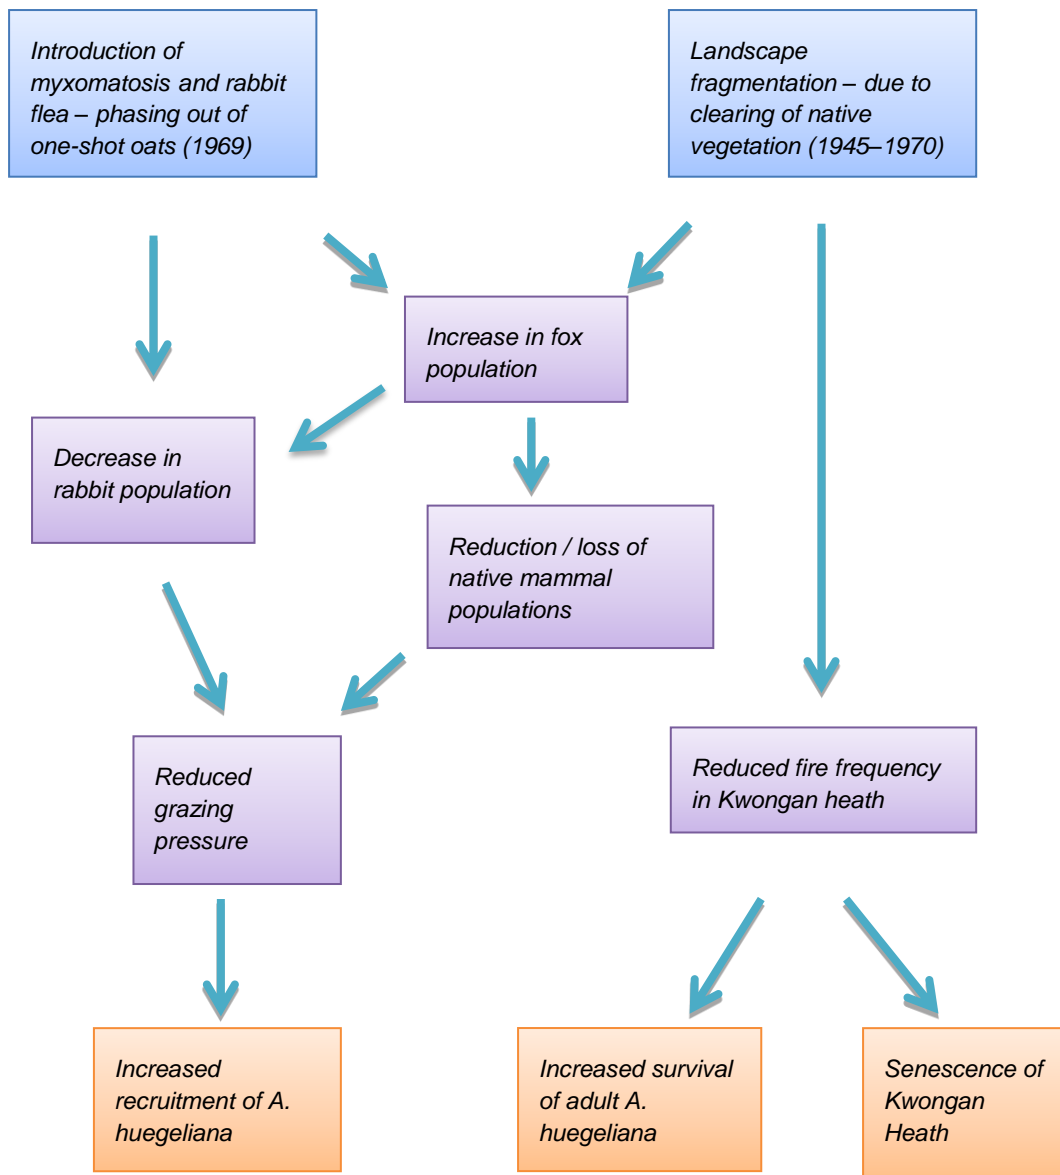 Introduction of
myxomatosis and rabbit
flea – phasing out of
one-shot oats (1969)
Landscape
fragmentation – due to
clearing of native
vegetation (1945–1970)
Increase in fox
population
Decrease in
rabbit population
Reduction / loss of
native mammal
populations
Reduced
grazing
pressure
Reduced fire frequency
in Kwongan heath
Increased
recruitment of A.
huegeliana
Increased survival
of adult A.
huegeliana
Senescence of
Kwongan
Heath